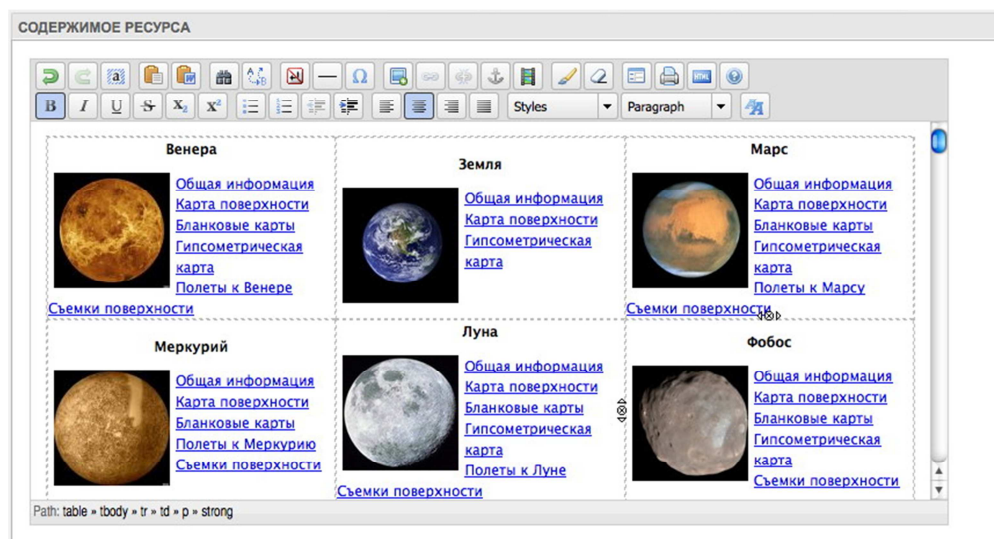 СОДЕРЖИМОЕ РЕСУРСА
B I U S X₂ X² Styles Paragraph
Венера
Общая информация
Карта поверхности
Бланковые карты
Гипсометрическая
карта
Полеты к Венере
Съемки поверхности
Земля
Общая информация
Карта поверхности
Гипсометрическая
карта
Марс
Общая информация
Карта поверхности
Бланковые карты
Гипсометрическая
карта
Полеты к Марсу
Съемки поверхности
Меркурий
Общая информация
Карта поверхности
Бланковые карты
Полеты к Меркурию
Съемки поверхности
Луна
Общая информация
Карта поверхности
Бланковые карты
Гипсометрическая
карта
Полеты к Луне
Съемки поверхности
Фобос
Общая информация
Карта поверхности
Бланковые карты
Гипсометрическая
карта
Съемки поверхности
Path: table » tbody » tr » td » p » strong